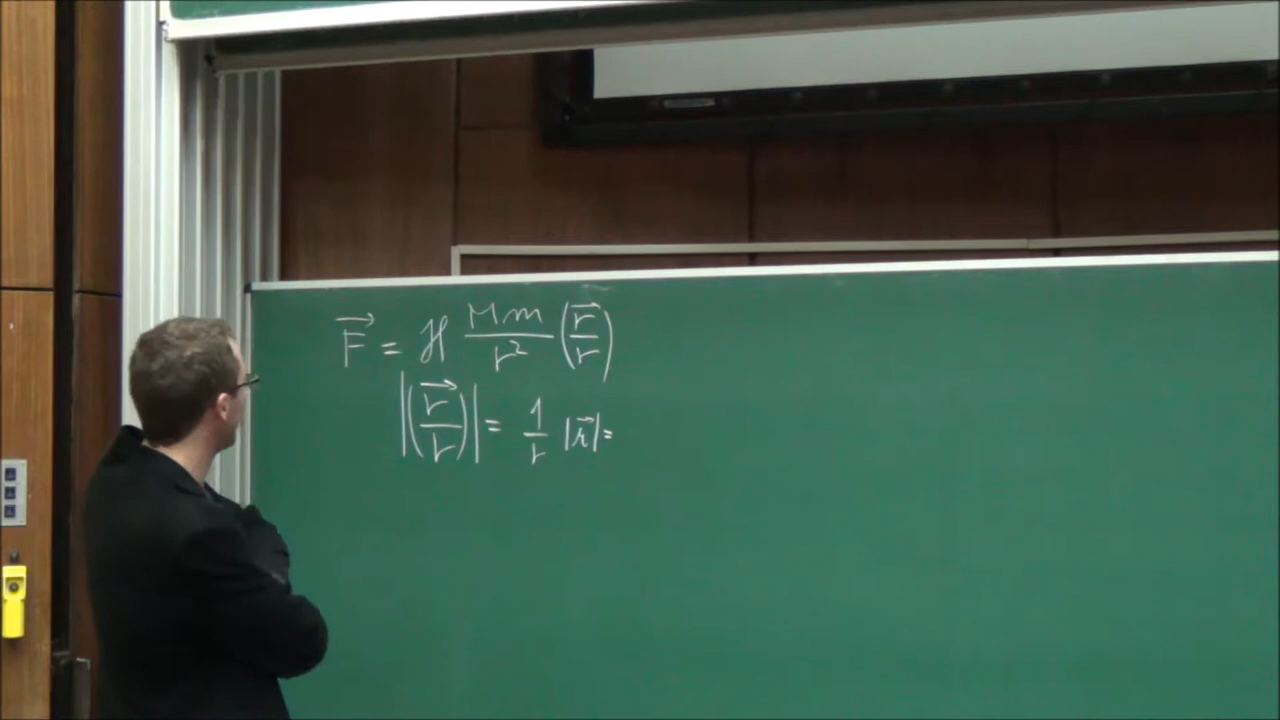 F⃗ = ϰ Mm/r² (r⃗/r)
|(r⃗/r)| = 1/r |r⃗| =